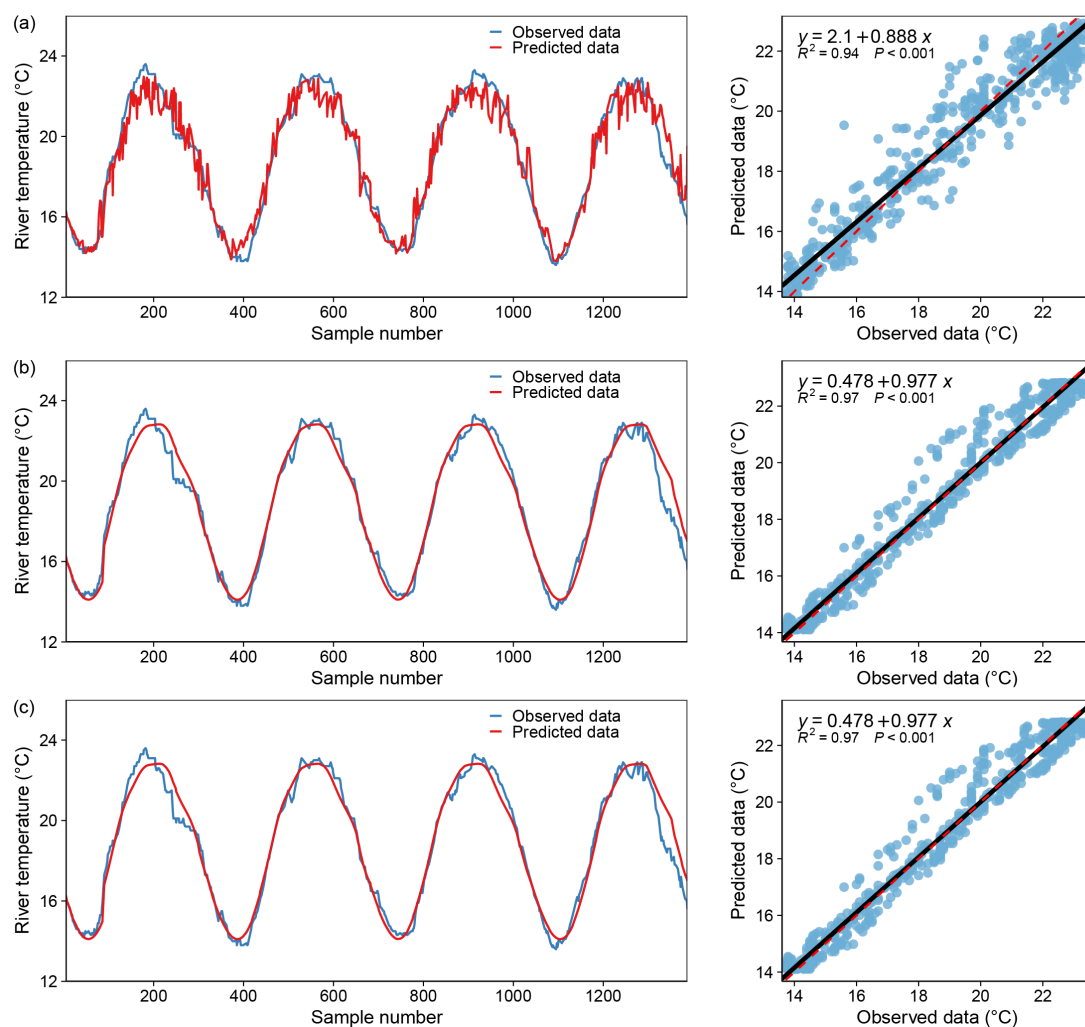 (a)
Observed data
Predicted data
River temperature (°C)
24
20
16
12
200 400 600 800 1000 1200
Sample number
y = 2.1 + 0.888 x
R² = 0.94 P < 0.001
Predicted data (°C)
22
20
18
16
14
14 16 18 20 22
Observed data (°C)
(b)
Observed data
Predicted data
River temperature (°C)
24
20
16
12
200 400 600 800 1000 1200
Sample number
y = 0.478 + 0.977 x
R² = 0.97 P < 0.001
Predicted data (°C)
22
20
18
16
14
14 16 18 20 22
Observed data (°C)
(c)
Observed data
Predicted data
River temperature (°C)
24
20
16
12
200 400 600 800 1000 1200
Sample number
y = 0.478 + 0.977 x
R² = 0.97 P < 0.001
Predicted data (°C)
22
20
18
16
14
14 16 18 20 22
Observed data (°C)